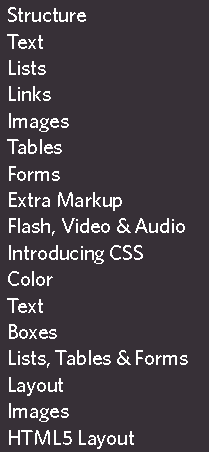 Structure
Text
Lists
Links
Images
Tables
Forms
Extra Markup
Flash, Video & Audio
Introducing CSS
Color
Text
Boxes
Lists, Tables & Forms
Layout
Images
HTML5 Layout